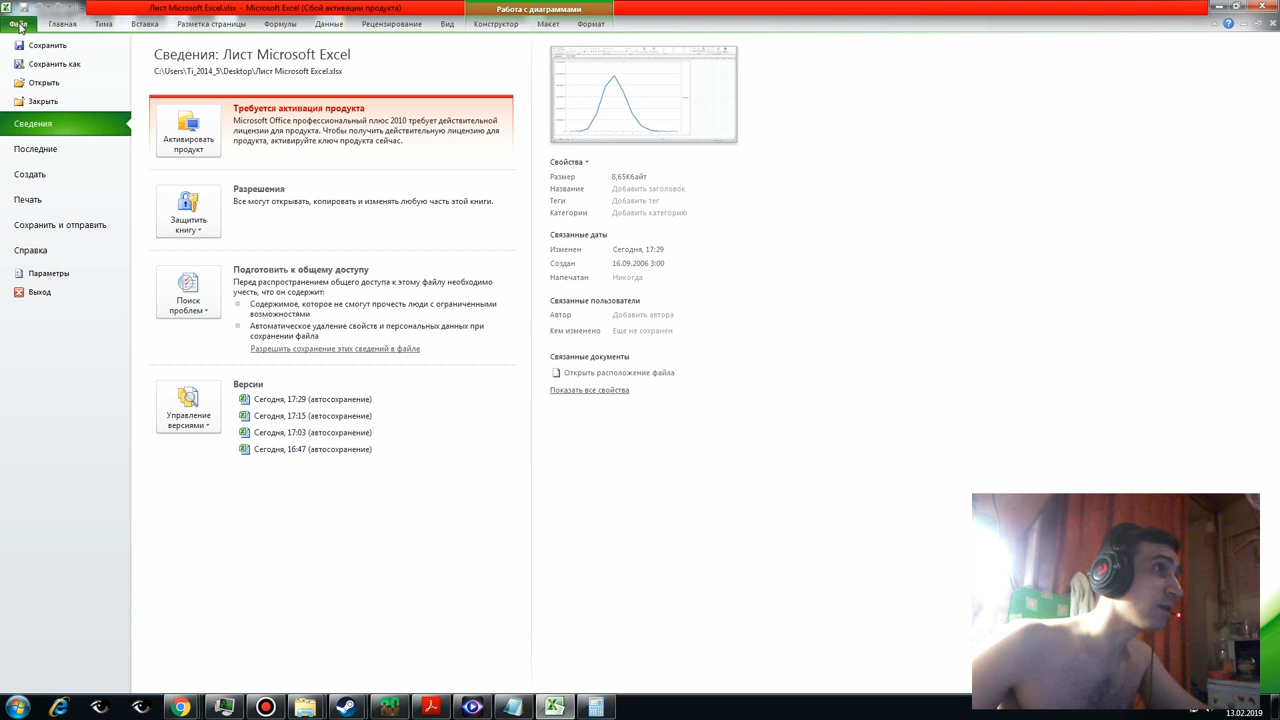 Лист Microsoft Excel.xlsx - Microsoft Excel (Сбой активации продукта)
Работа с диаграммами
Файл
Главная
Тима
Вставка
Разметка страницы
Формулы
Данные
Рецензирование
Вид
Конструктор
Макет
Формат
Сохранить
Сохранить как
Открыть
Закрыть
Сведения
Последние
Создать
Печать
Сохранить и отправить
Справка
Параметры
Выход
Сведения: Лист Microsoft Excel
C:\Users\Ti_2014_5\Desktop\Лист Microsoft Excel.xlsx
Активировать
продукт
Требуется активация продукта
Microsoft Office профессиональный плюс 2010 требует действительной
лицензии для продукта. Чтобы получить действительную лицензию для
продукта, активируйте ключ продукта сейчас.
Защитить
книгу
Разрешения
Все могут открывать, копировать и изменять любую часть этой книги.
Поиск
проблем
Подготовить к общему доступу
Перед распространением общего доступа к этому файлу необходимо
учесть, что он содержит:
Содержимое, которое не смогут прочесть люди с ограниченными
возможностями
Автоматическое удаление свойств и персональных данных при
сохранении файла
Разрешить сохранение этих сведений в файле
Управление
версиями
Версии
Сегодня, 17:29 (автосохранение)
Сегодня, 17:15 (автосохранение)
Сегодня, 17:03 (автосохранение)
Сегодня, 16:47 (автосохранение)
Свойства
Размер 8,65Кбайт
Название Добавить заголовок
Теги Добавить тег
Категории Добавить категорию
Связанные даты
Изменен Сегодня, 17:29
Создан 16.09.2006 3:00
Напечатан Никогда
Связанные пользователи
Автор Добавить автора
Кем изменено Еще не сохранен
Связанные документы
Открыть расположение файла
Показать все свойства
13.02.2019